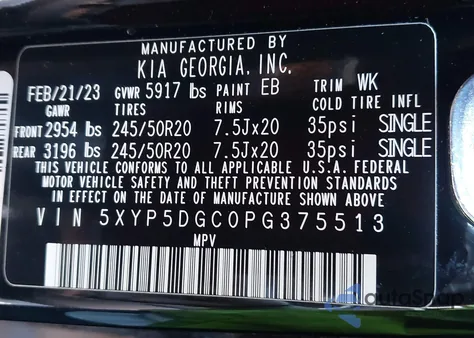 MANUFACTURED BY
KIA GEORGIA, INC.
FEB/21/23 GVWR 5917 lbs PAINT EB TRIM WK
GAWR TIRES RIMS COLD TIRE INFL
FRONT 2954 lbs 245/50R20 7.5Jx20 35psi SINGLE
REAR 3196 lbs 245/50R20 7.5Jx20 35psi SINGLE
THIS VEHICLE CONFORMS TO ALL APPLICABLE U.S.A. FEDERAL
MOTOR VEHICLE SAFETY AND THEFT PREVENTION STANDARDS
IN EFFECT ON THE DATE OF MANUFACTURE SHOWN ABOVE
VIN 5XYP5DGC0PG375513
MPV